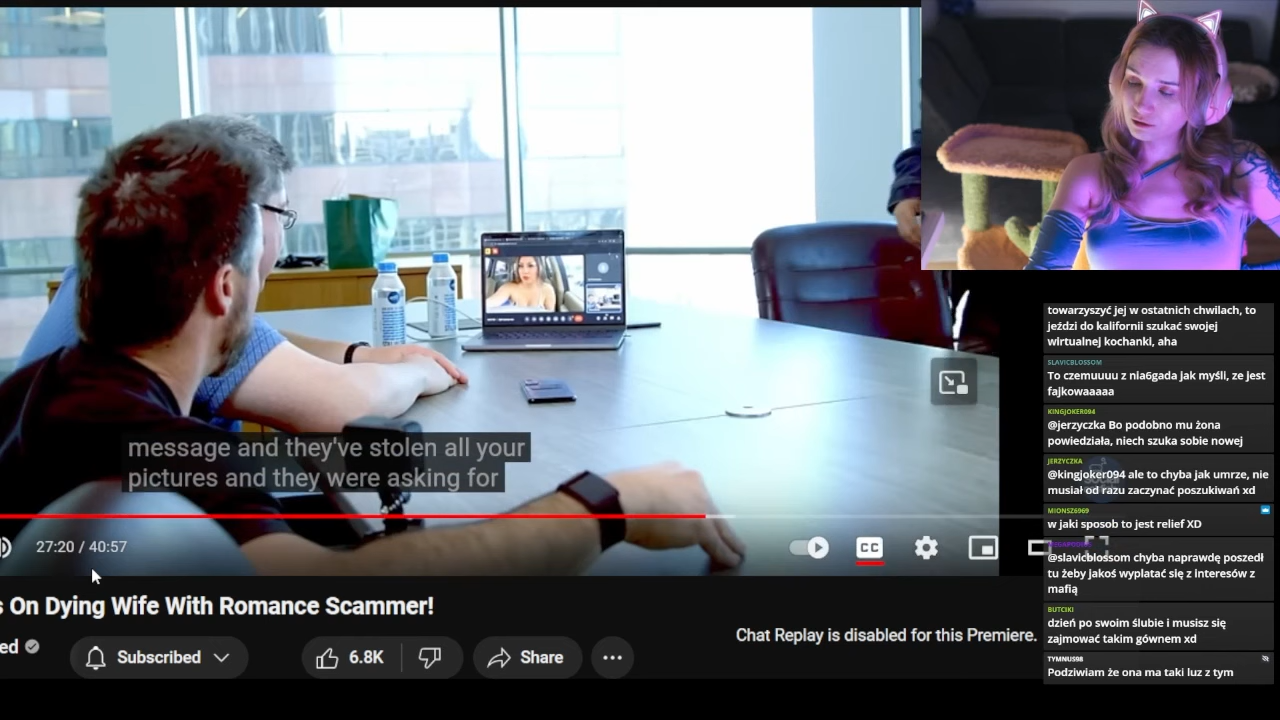 message and they've stolen all your
pictures and they were asking for
27:20 / 40:57
CC
s On Dying Wife With Romance Scammer!
ed
Subscribed
6.8K
Share
Chat Replay is disabled for this Premiere.
towarzyszyć jej w ostatnich chwilach, to
jeździ do kalifornii szukać swojej
wirtualnej kochanki, aha
SLAVICBLOSSOM
To czemuuuu z nia6gada jak myśli, ze jest
fajkowaaaaa
KINGJOKER094
@jerzyczka Bo podobno mu żona
powiedziała, niech szuka sobie nowej
JERZYCZKA
@kingjoker094 ale to chyba jak umrze, nie
musiał od razu zaczynać poszukiwań xd
MIONSZ6969
w jaki sposob to jest relief XD
@slavicblossom chyba naprawdę poszedł
tu żeby jakoś wyplatać się z interesów z
mafią
BUTCIKI
dzień po swoim ślubie i musisz się
zajmować takim gównem xd
TYMNUS98
Podziwiam że ona ma taki luz z tym